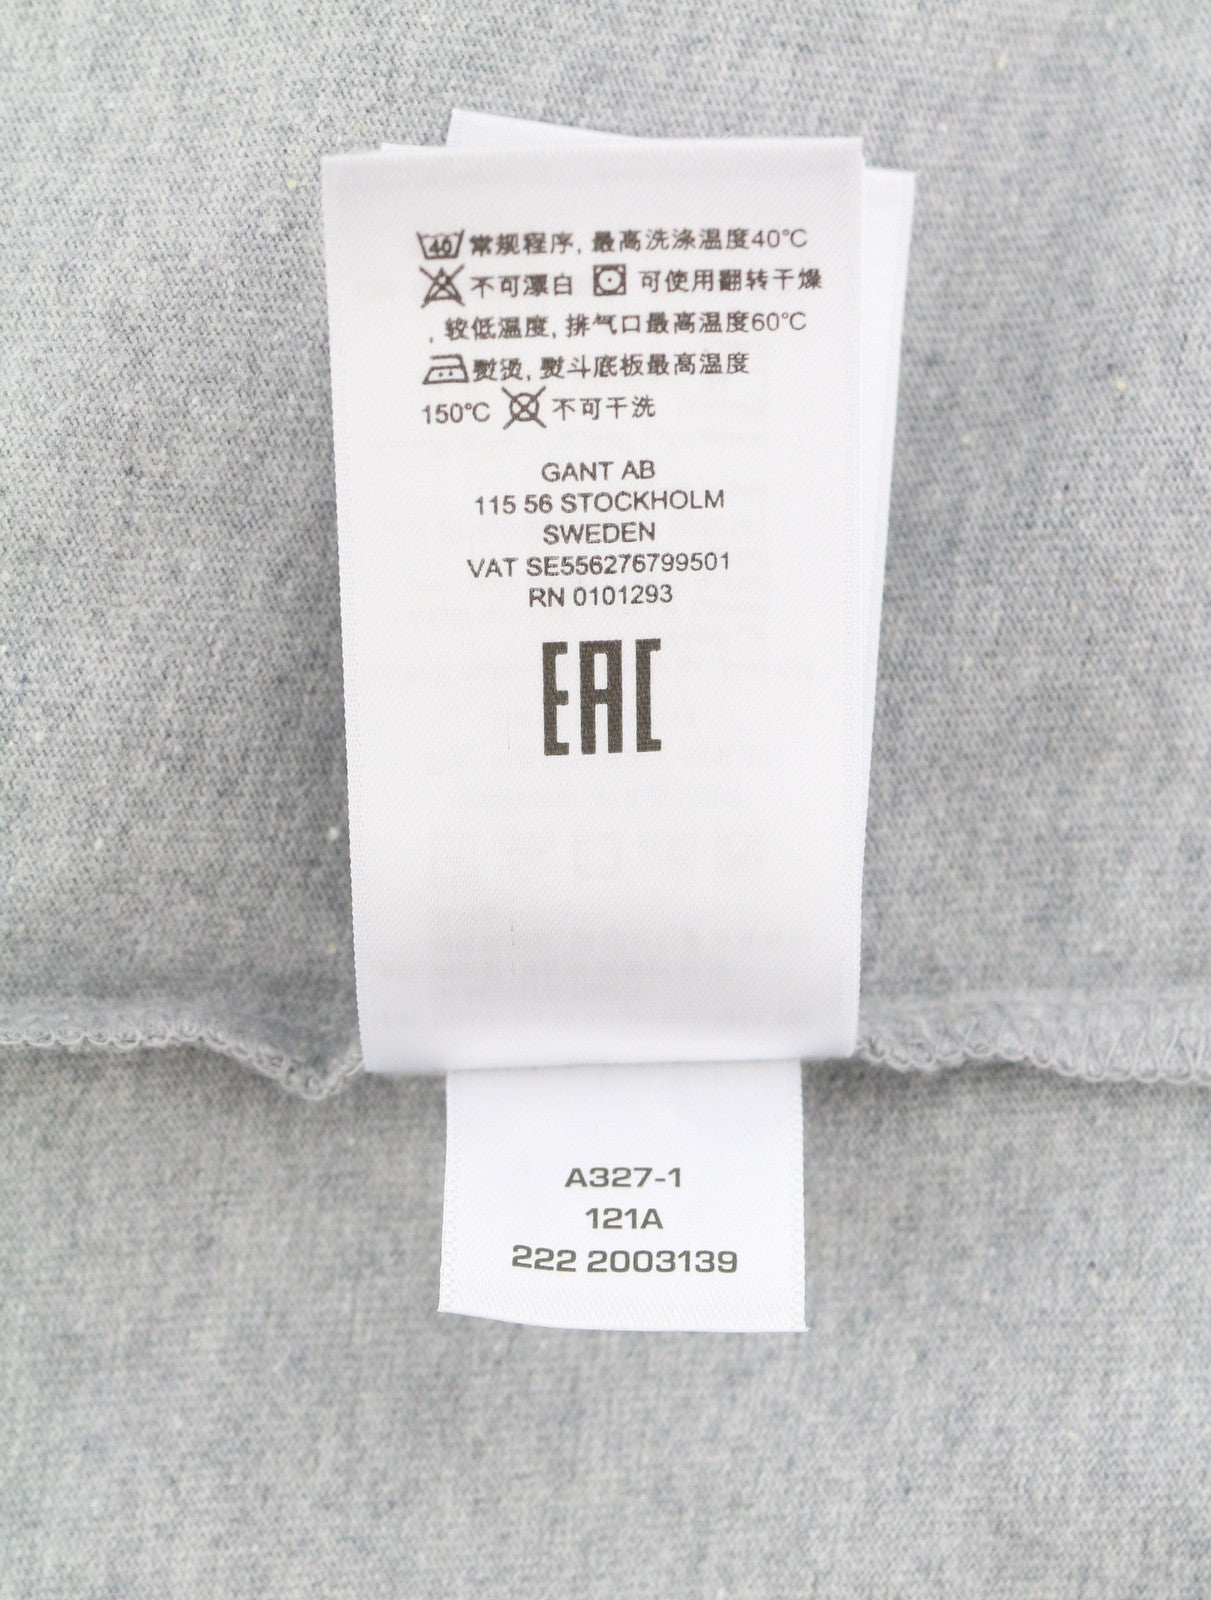 40 常规程序, 最高洗涤温度40°C
不可漂白 可使用翻转干燥
, 较低温度, 排气口最高温度60°C
熨烫, 熨斗底板最高温度
150°C 不可干洗
GANT AB
115 56 STOCKHOLM
SWEDEN
VAT SE556276799501
RN 0101293
EAC
A327-1
121A
222 2003139